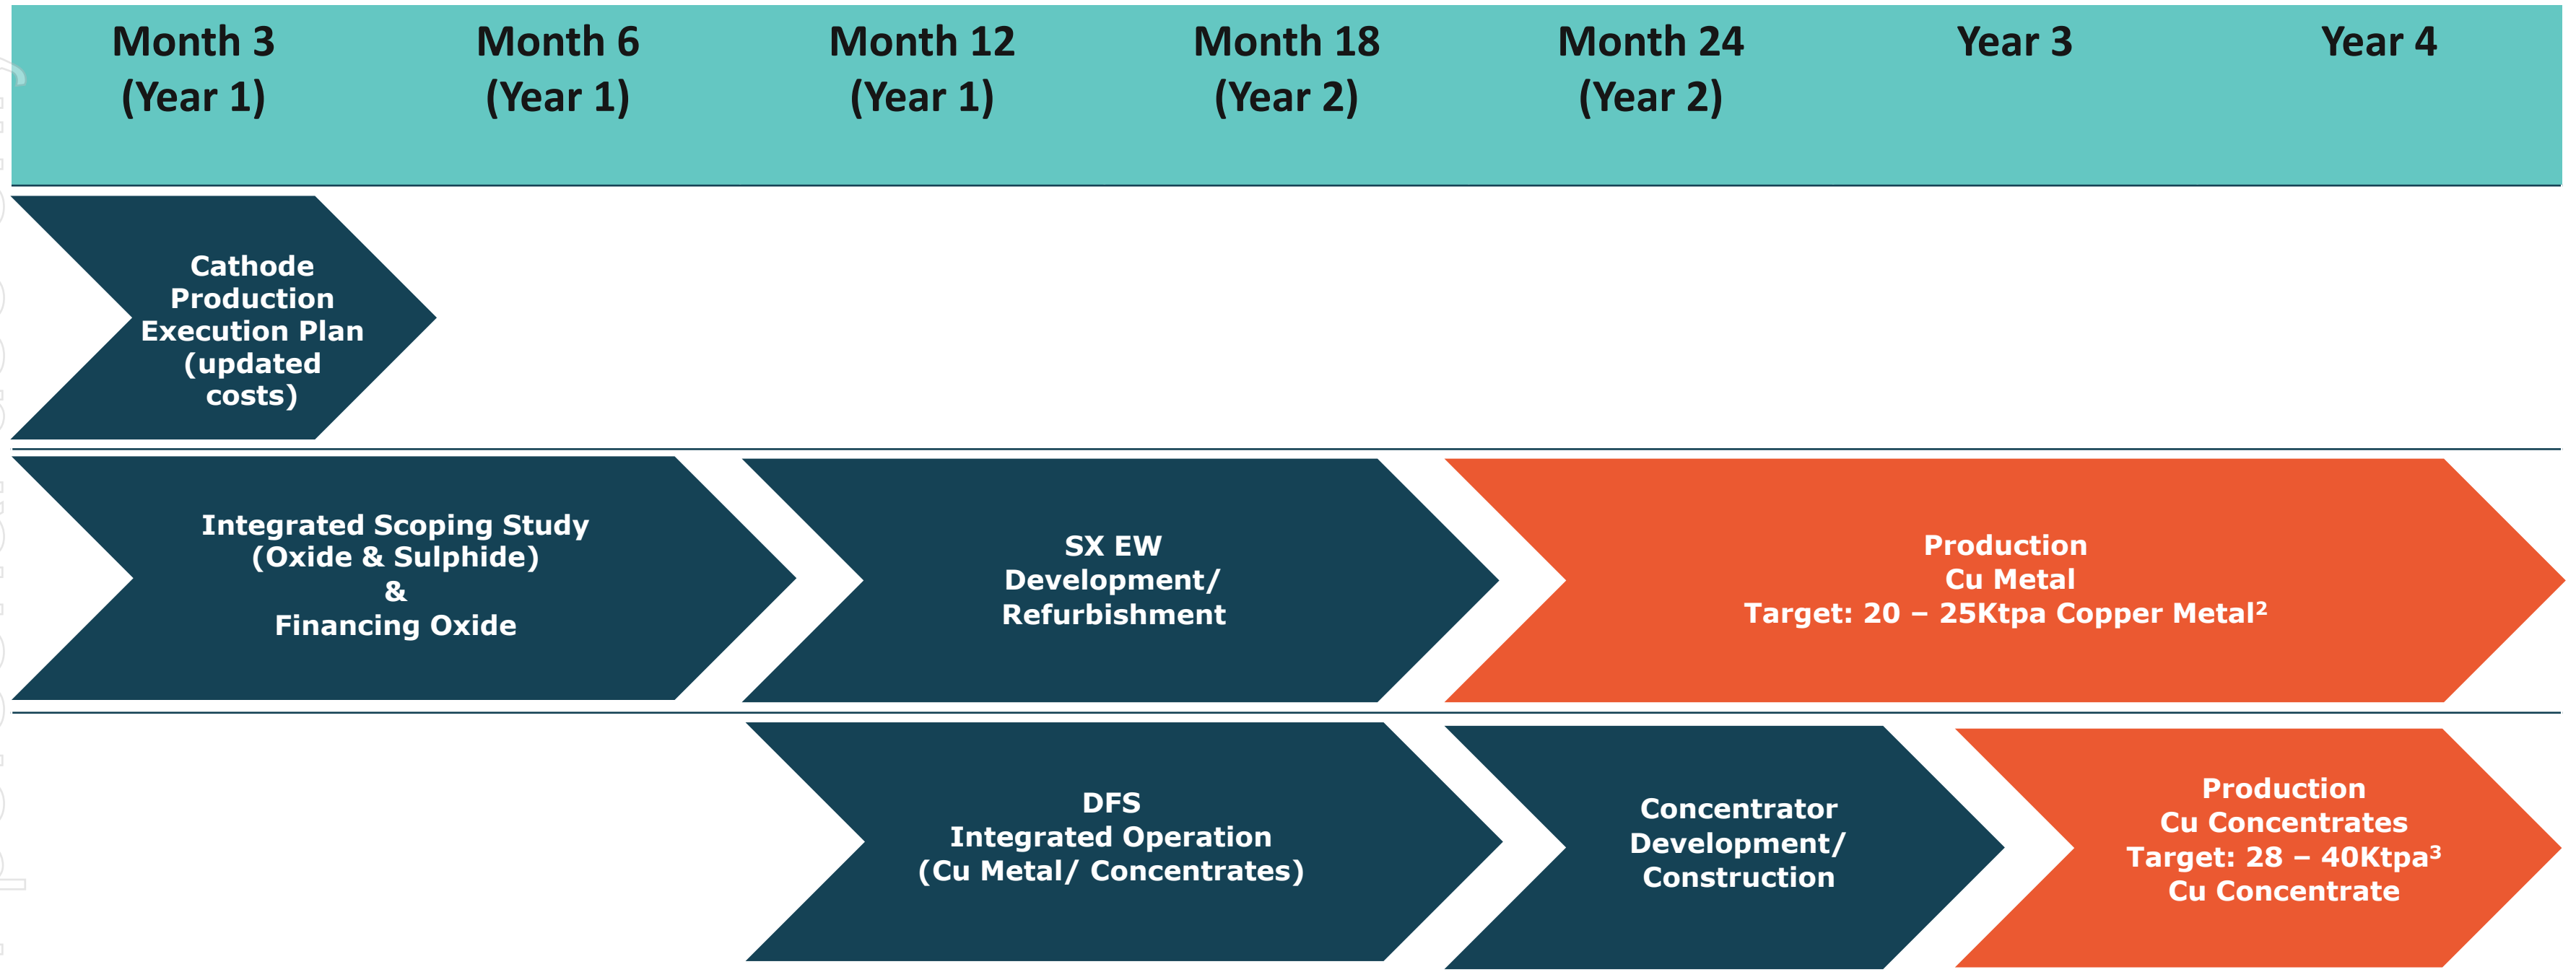 Month 3
(Year 1)
Month 6
(Year 1)
Month 12
(Year 1)
Month 18
(Year 2)
Month 24
(Year 2)
Year 3
Year 4
Cathode
Production
Execution Plan
(updated
costs)
Integrated Scoping Study
(Oxide & Sulphide)
&
Financing Oxide
SX EW
Development/
Refurbishment
Production
Cu Metal
Target: 20 – 25Ktpa Copper Metal²
DFS
Integrated Operation
(Cu Metal/ Concentrates)
Concentrator
Development/
Construction
Production
Cu Concentrates
Target: 28 – 40Ktpa³
Cu Concentrate